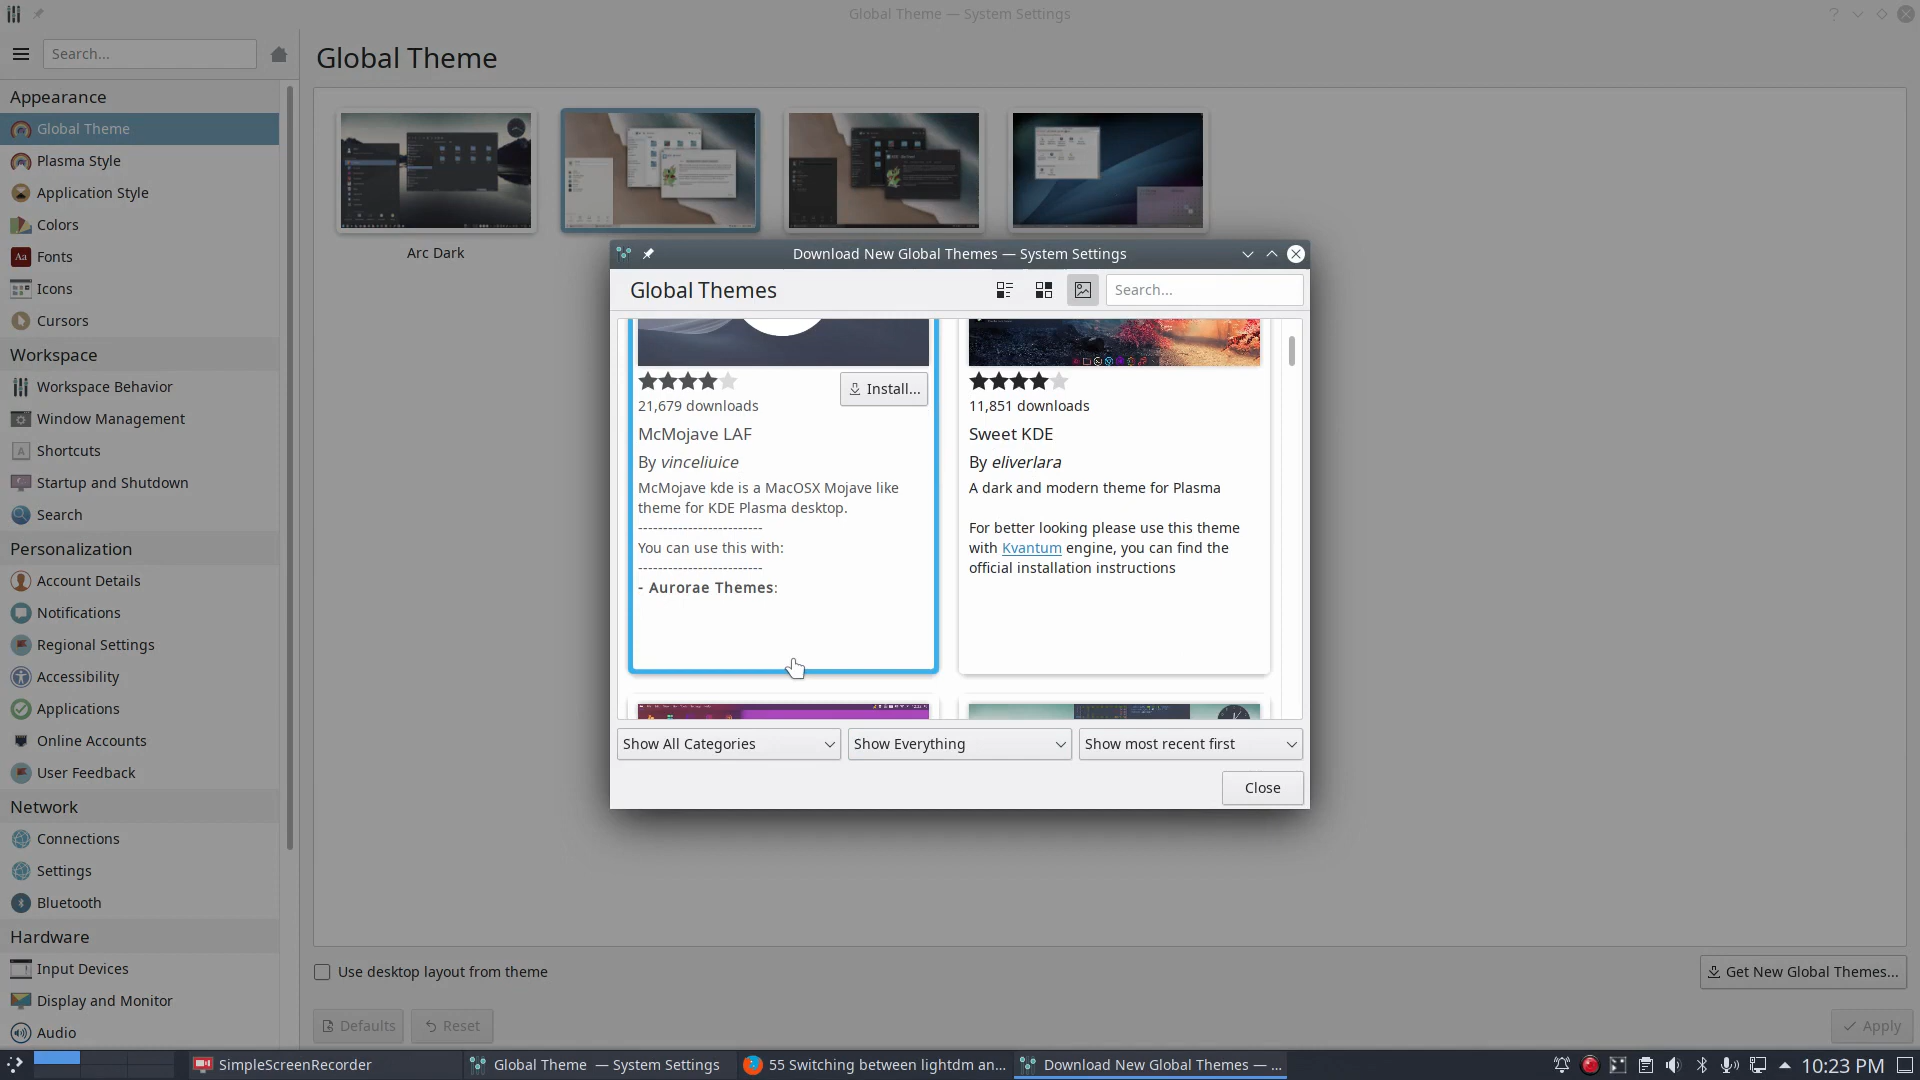 Global Theme — System Settings
Search...
Global Theme
Appearance
Global Theme
Plasma Style
Application Style
Colors
Fonts
Icons
Cursors
Workspace
Workspace Behavior
Window Management
Shortcuts
Startup and Shutdown
Search
Personalization
Account Details
Notifications
Regional Settings
Accessibility
Applications
Online Accounts
User Feedback
Network
Connections
Settings
Bluetooth
Hardware
Input Devices
Display and Monitor
Audio
Arc Dark
Download New Global Themes — System Settings
Global Themes
Search...
Install...
21,679 downloads
McMojave LAF
By vinceliuice
McMojave kde is a MacOSX Mojave like
theme for KDE Plasma desktop.
-------------------------
You can use this with:
-------------------------
- Aurorae Themes:
11,851 downloads
Sweet KDE
By eliverlara
A dark and modern theme for Plasma
For better looking please use this theme
with Kvantum engine, you can find the
official installation instructions
Show All Categories
Show Everything
Show most recent first
Close
Use desktop layout from theme
Get New Global Themes...
Defaults
Reset
Apply
SimpleScreenRecorder
Global Theme — System Settings
55 Switching between lightdm an...
Download New Global Themes — ...
10:23 PM